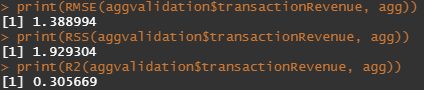 > print(RMSE(aggvalidation$transactionRevenue, agg))
[1] 1.388994
> print(RSS(aggvalidation$transactionRevenue, agg))
[1] 1.929304
> print(R2(aggvalidation$transactionRevenue, agg))
[1] 0.305669